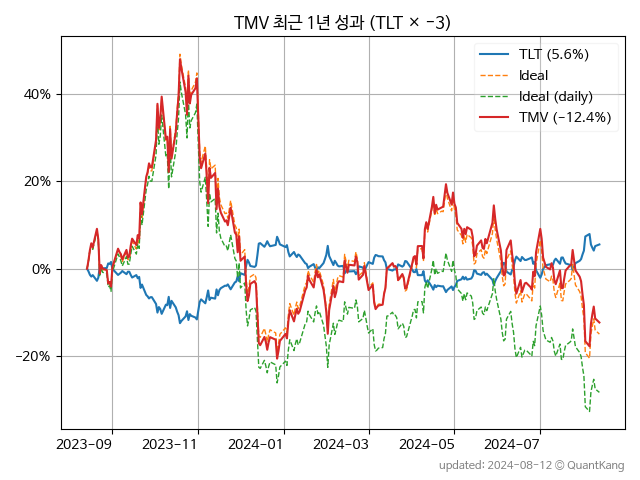 TMV 최근 1년 성과 (TLT × −3)
TLT (5.6%)
Ideal
Ideal (daily)
TMV (−12.4%)
40%
20%
0%
−20%
2023−09
2023−11
2024−01
2024−03
2024−05
2024−07
updated: 2024−08−12 © QuantKang